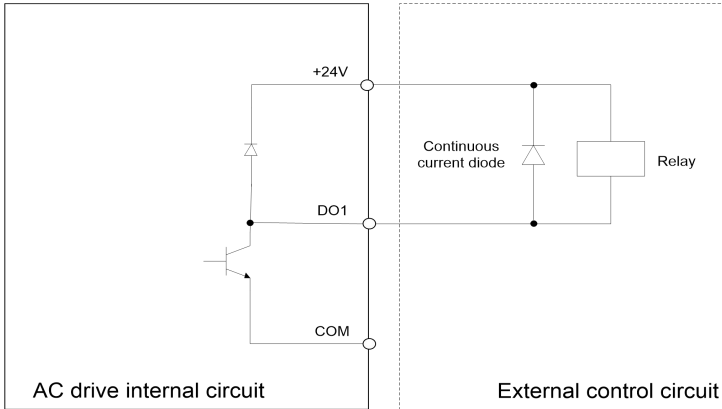 +24V
Continuous
current diode
Relay
DO1
COM
AC drive internal circuit
External control circuit